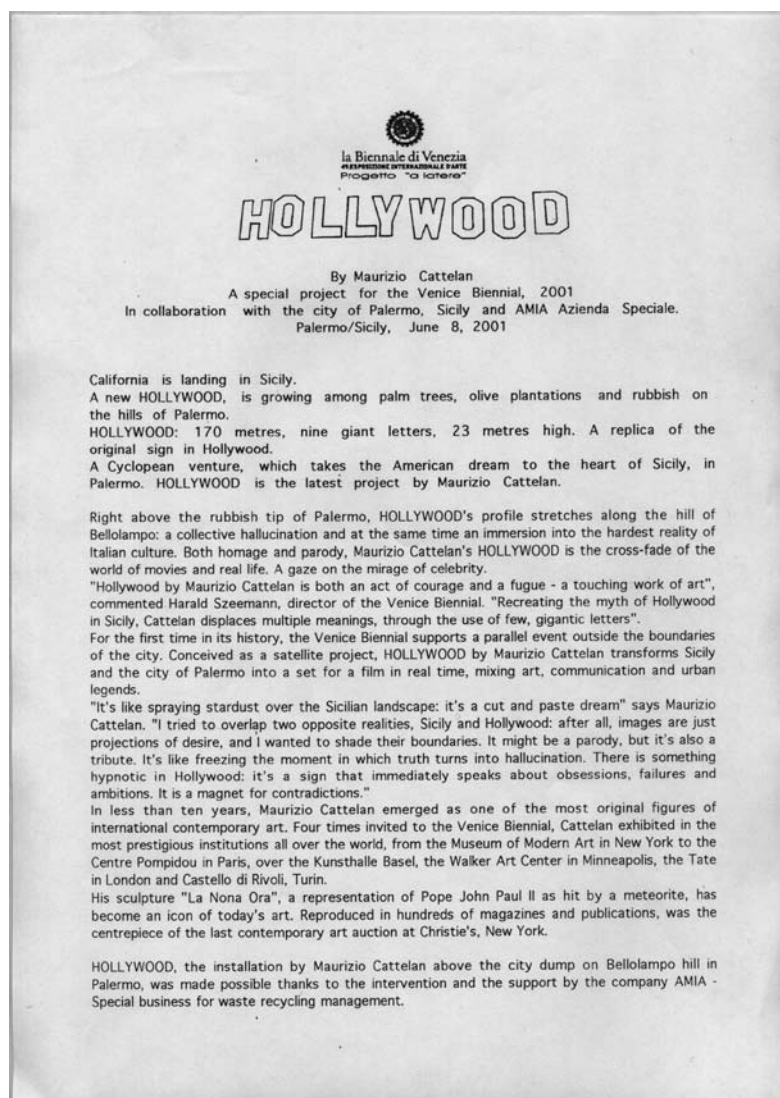 la Biennale di Venezia
49.ESPOSIZIONE INTERNAZIONALE D'ARTE
Progetto "a latere"
HOLLYWOOD
By Maurizio Cattelan
A special project for the Venice Biennial, 2001
In collaboration with the city of Palermo, Sicily and AMIA Azienda Speciale.
Palermo/Sicily, June 8, 2001
California is landing in Sicily.
A new HOLLYWOOD, is growing among palm trees, olive plantations and rubbish on
the hills of Palermo.
HOLLYWOOD: 170 metres, nine giant letters, 23 metres high. A replica of the
original sign in Hollywood.
A Cyclopean venture, which takes the American dream to the heart of Sicily, in
Palermo. HOLLYWOOD is the latest project by Maurizio Cattelan.
Right above the rubbish tip of Palermo, HOLLYWOOD's profile stretches along the hill of
Bellolampo: a collective hallucination and at the same time an immersion into the hardest reality of
Italian culture. Both homage and parody, Maurizio Cattelan's HOLLYWOOD is the cross-fade of the
world of movies and real life. A gaze on the mirage of celebrity.
"Hollywood by Maurizio Cattelan is both an act of courage and a fugue - a touching work of art",
commented Harald Szeemann, director of the Venice Biennial. "Recreating the myth of Hollywood
in Sicily, Cattelan displaces multiple meanings, through the use of few, gigantic letters".
For the first time in its history, the Venice Biennial supports a parallel event outside the boundaries
of the city. Conceived as a satellite project, HOLLYWOOD by Maurizio Cattelan transforms Sicily
and the city of Palermo into a set for a film in real time, mixing art, communication and urban
legends.
"It's like spraying stardust over the Sicilian landscape: it's a cut and paste dream" says Maurizio
Cattelan. "I tried to overlap two opposite realities, Sicily and Hollywood: after all, images are just
projections of desire, and I wanted to shade their boundaries. It might be a parody, but it's also a
tribute. It's like freezing the moment in which truth turns into hallucination. There is something
hypnotic in Hollywood: it's a sign that immediately speaks about obsessions, failures and
ambitions. It is a magnet for contradictions."
In less than ten years, Maurizio Cattelan emerged as one of the most original figures of
international contemporary art. Four times invited to the Venice Biennial, Cattelan exhibited in the
most prestigious institutions all over the world, from the Museum of Modern Art in New York to the
Centre Pompidou in Paris, over the Kunsthalle Basel, the Walker Art Center in Minneapolis, the Tate
in London and Castello di Rivoli, Turin.
His sculpture "La Nona Ora", a representation of Pope John Paul II as hit by a meteorite, has
become an icon of today's art. Reproduced in hundreds of magazines and publications, was the
centrepiece of the last contemporary art auction at Christie's, New York.
HOLLYWOOD, the installation by Maurizio Cattelan above the city dump on Bellolampo hill in
Palermo, was made possible thanks to the intervention and the support by the company AMIA -
Special business for waste recycling management.